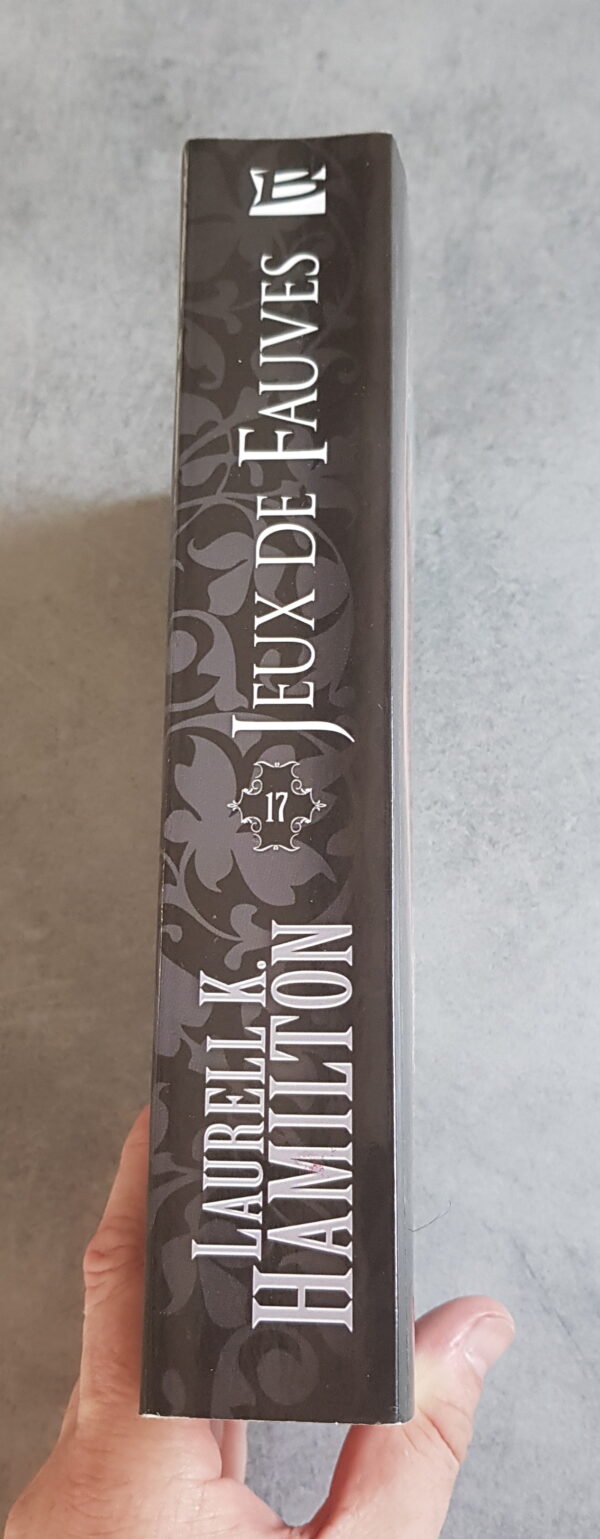 LAURELL K.
HAMILTON
17
JEUX DE FAUVES
B